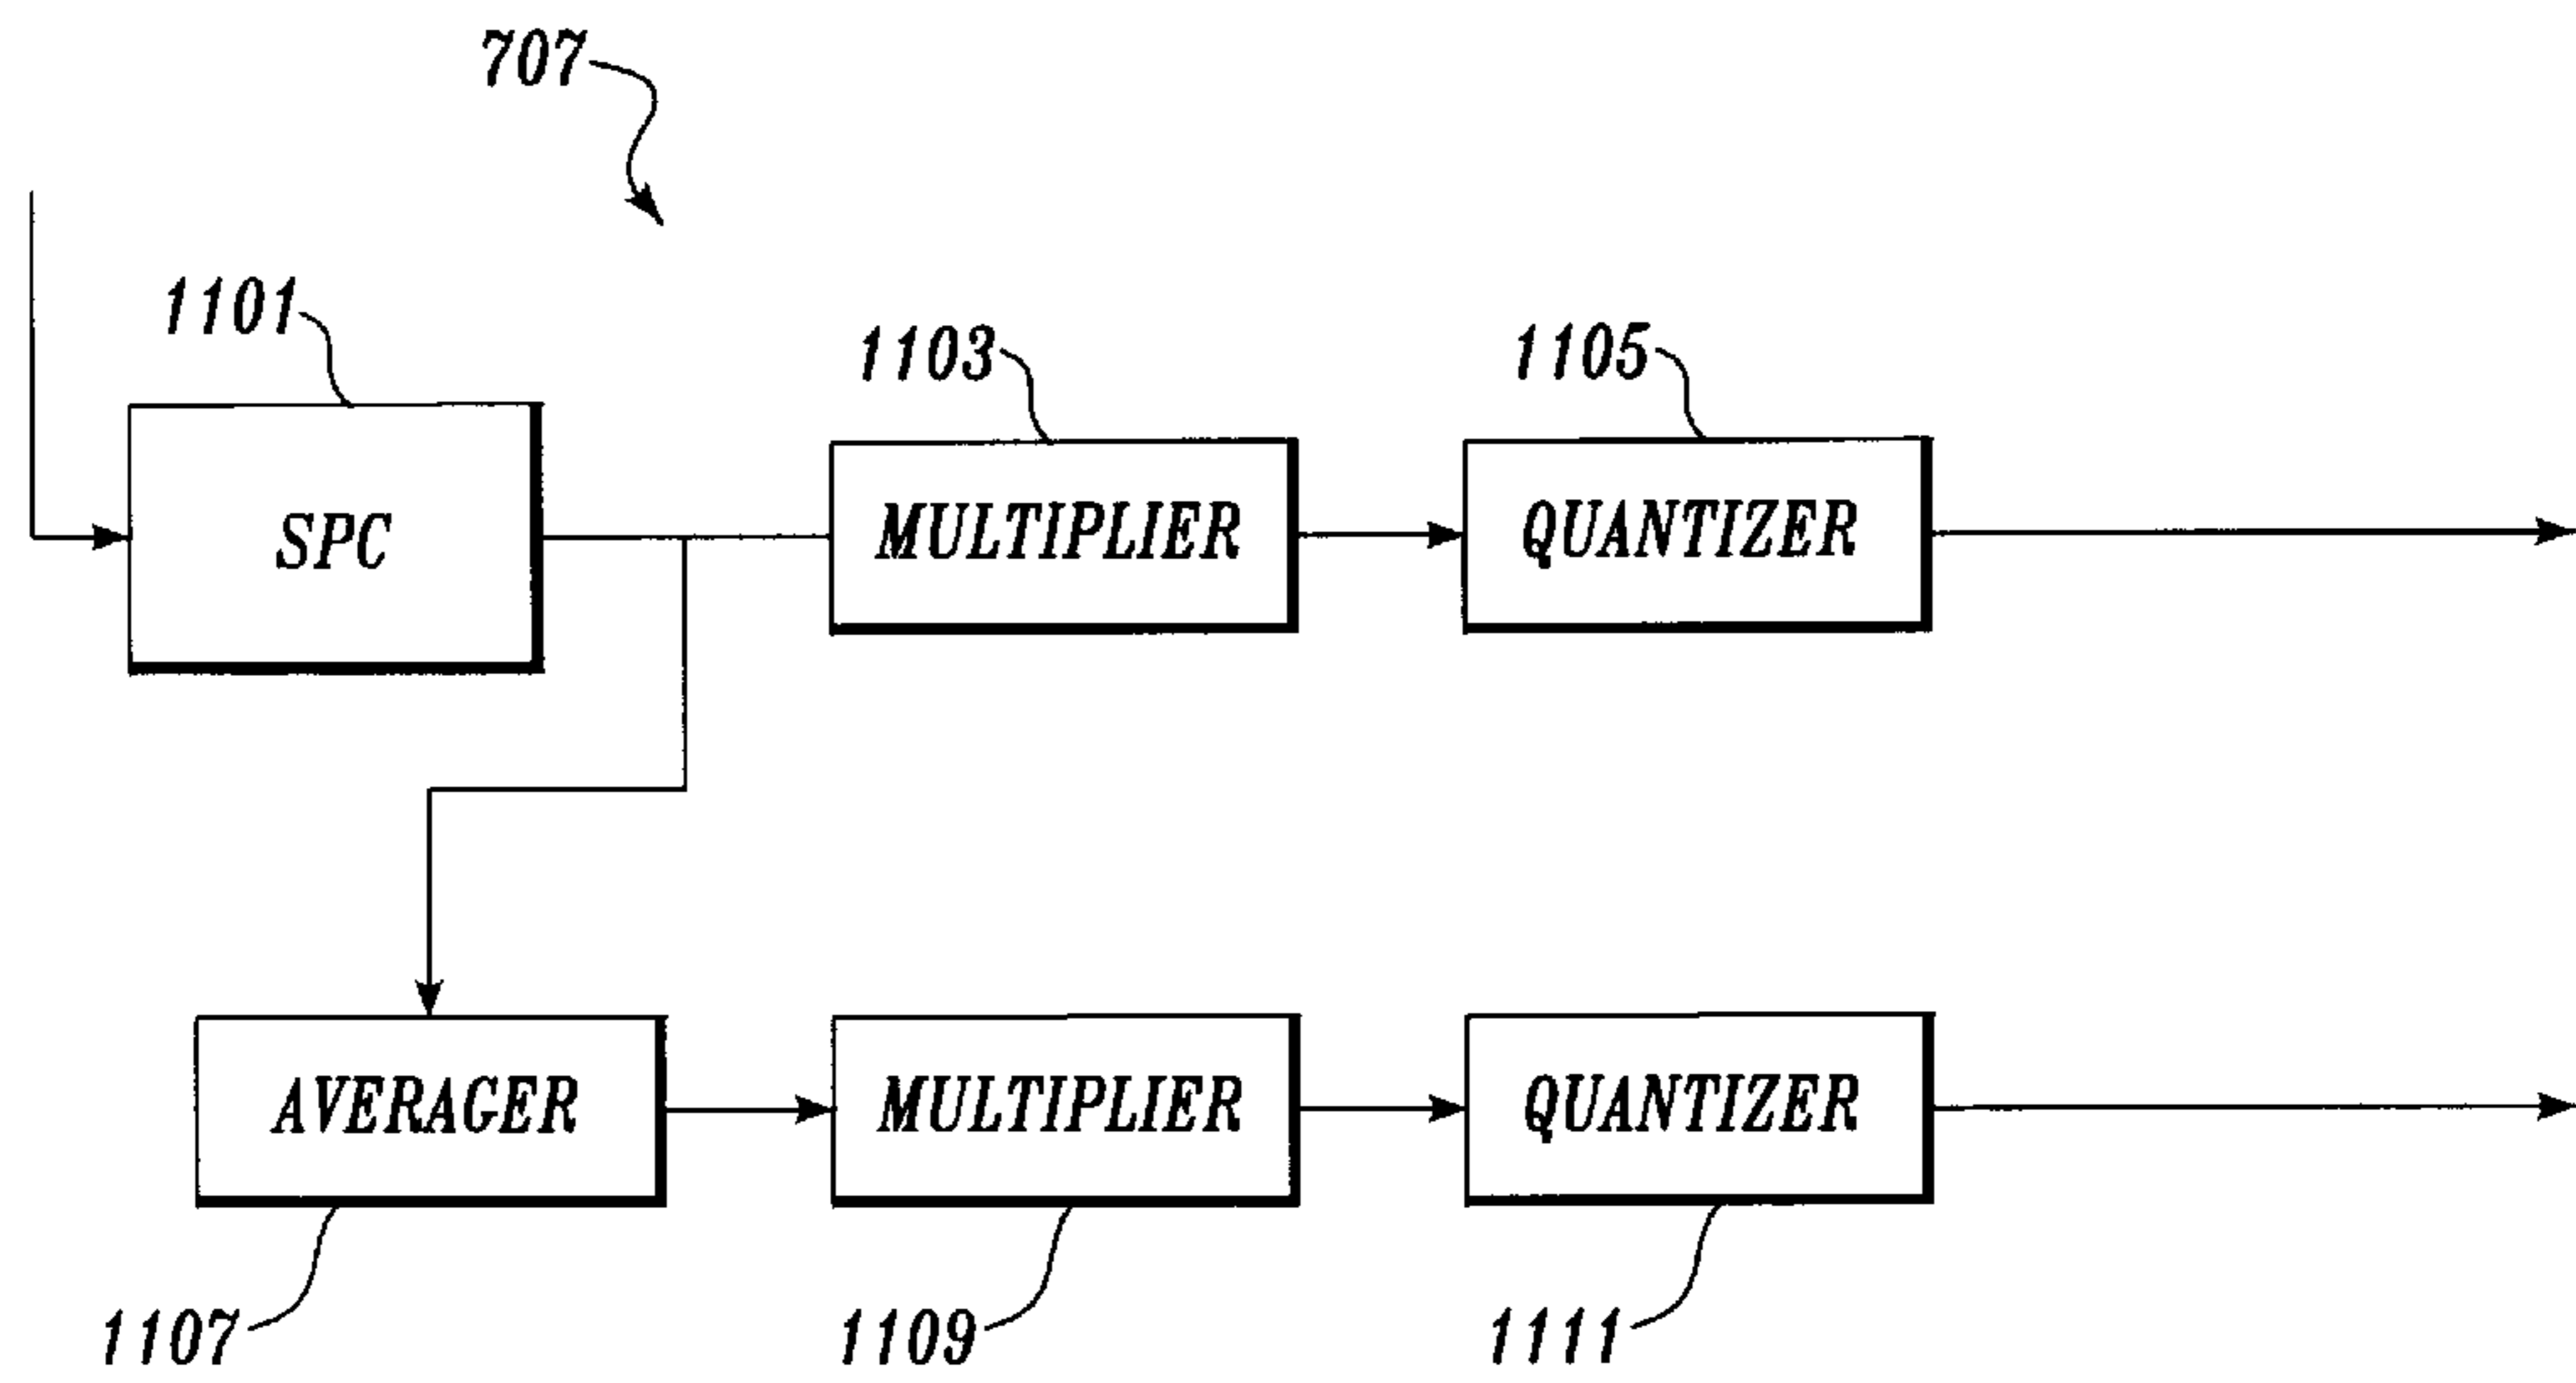 707
1101
1103
1105
SPC
MULTIPLIER
QUANTIZER
AVERAGER
MULTIPLIER
QUANTIZER
1107
1109
1111